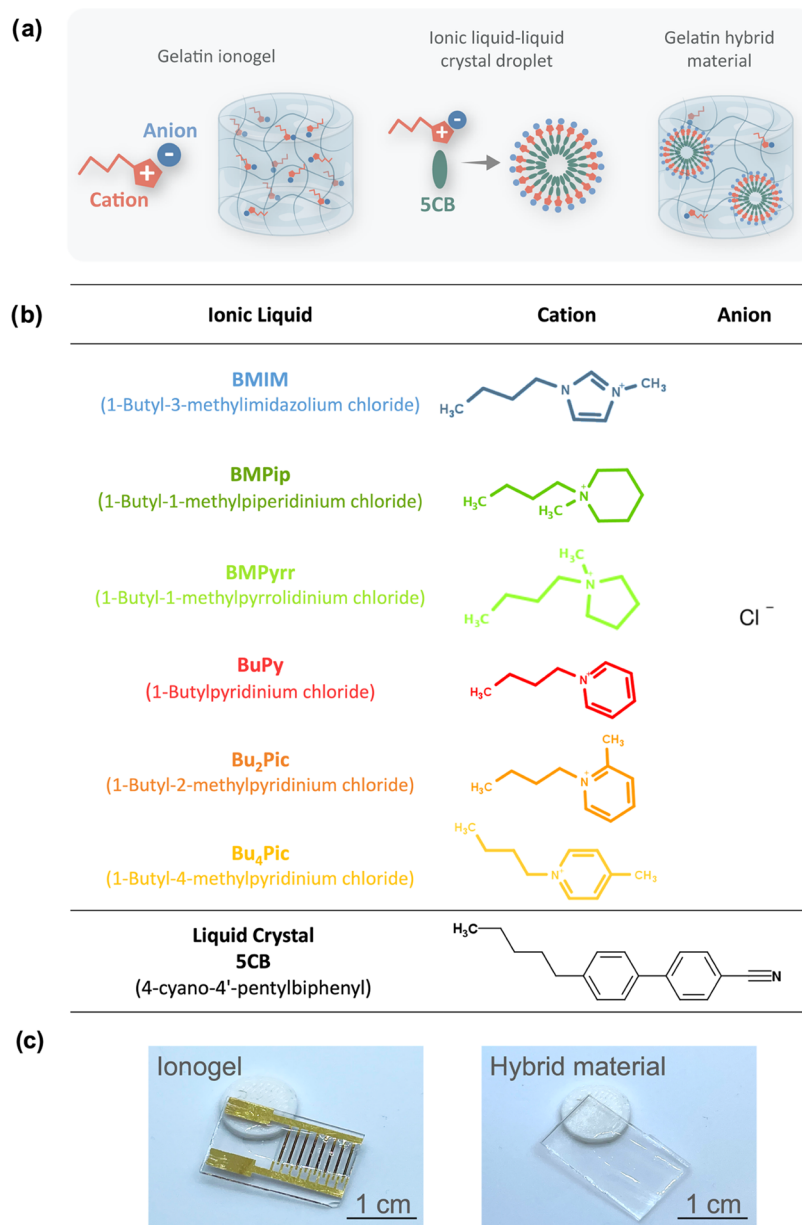 (a)
Gelatin ionogel
Ionic liquid-liquid
crystal droplet
Gelatin hybrid
material
Anion
-
+
Cation
-
+
5CB
(b)
Ionic Liquid Cation Anion
BMIM
(1-Butyl-3-methylimidazolium chloride)
H₃C N N⁺ CH₃
BMPip
(1-Butyl-1-methylpiperidinium chloride)
H₃C N⁺ H₃C
BMPyrr
(1-Butyl-1-methylpyrrolidinium chloride)
H₃C N⁺ H₃C
Cl⁻
BuPy
(1-Butylpyridinium chloride)
H₃C N⁺
Bu₂Pic
(1-Butyl-2-methylpyridinium chloride)
CH₃ H₃C N⁺
Bu₄Pic
(1-Butyl-4-methylpyridinium chloride)
H₃C N⁺ CH₃
Liquid Crystal
5CB
(4-cyano-4'-pentylbiphenyl)
H₃C N
(c)
Ionogel
1 cm
Hybrid material
1 cm